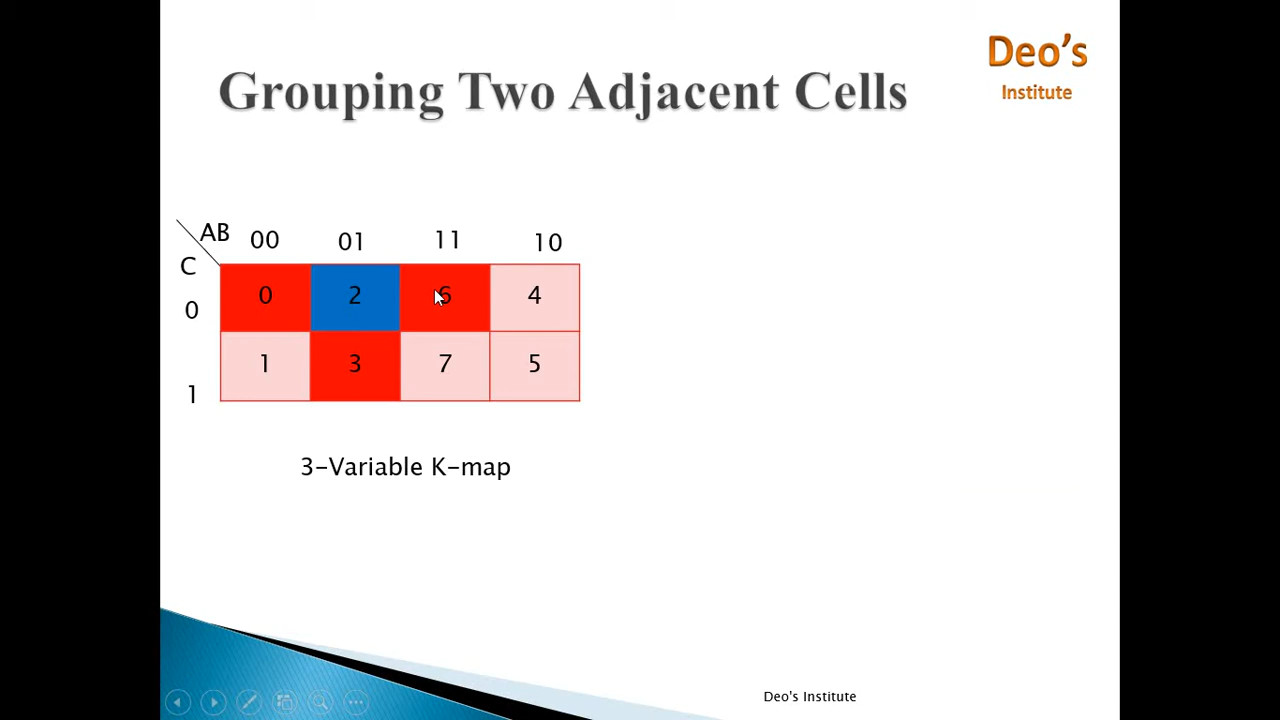 Deo's
Institute
Grouping Two Adjacent Cells
AB 00 01 11 10
C
0 0 2 6 4
1 1 3 7 5
3-Variable K-map
Deo's Institute